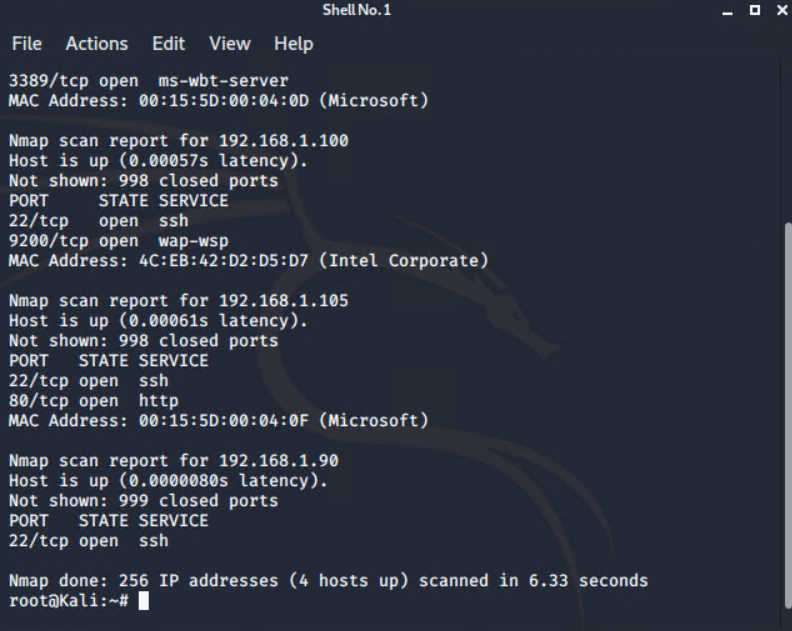 Shell No.1
File Actions Edit View Help
3389/tcp open  ms-wbt-server
MAC Address: 00:15:5D:00:04:0D (Microsoft)

Nmap scan report for 192.168.1.100
Host is up (0.00057s latency).
Not shown: 998 closed ports
PORT     STATE SERVICE
22/tcp   open  ssh
9200/tcp open  wap-wsp
MAC Address: 4C:EB:42:D2:D5:D7 (Intel Corporate)

Nmap scan report for 192.168.1.105
Host is up (0.00061s latency).
Not shown: 998 closed ports
PORT   STATE SERVICE
22/tcp open  ssh
80/tcp open  http
MAC Address: 00:15:5D:00:04:0F (Microsoft)

Nmap scan report for 192.168.1.90
Host is up (0.0000080s latency).
Not shown: 999 closed ports
PORT   STATE SERVICE
22/tcp open  ssh

Nmap done: 256 IP addresses (4 hosts up) scanned in 6.33 seconds
root@Kali:~#